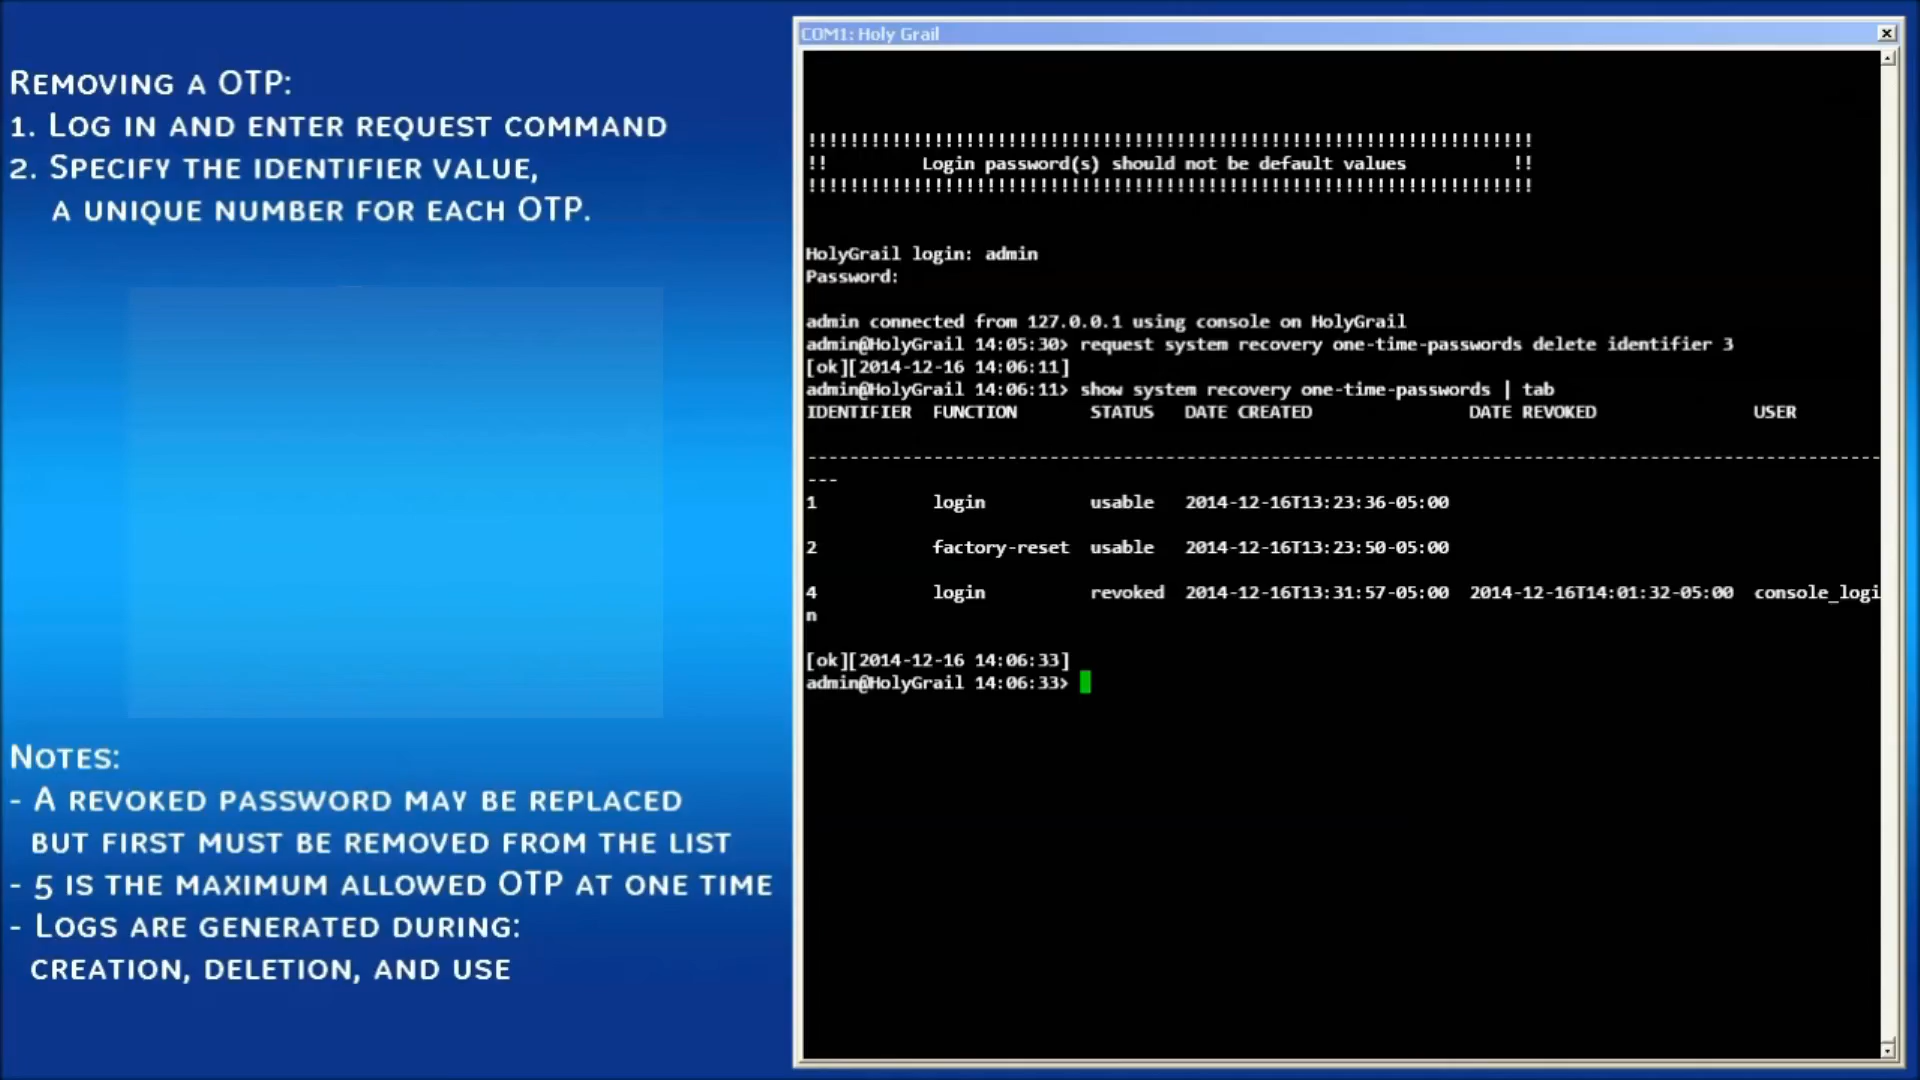 REMOVING A OTP:
1. LOG IN AND ENTER REQUEST COMMAND
2. SPECIFY THE IDENTIFIER VALUE,
A UNIQUE NUMBER FOR EACH OTP.
NOTES:
- A REVOKED PASSWORD MAY BE REPLACED
BUT FIRST MUST BE REMOVED FROM THE LIST
- 5 IS THE MAXIMUM ALLOWED OTP AT ONE TIME
- LOGS ARE GENERATED DURING:
CREATION, DELETION, AND USE
COM1: Holy Grail
!!!!!!!!!!!!!!!!!!!!!!!!!!!!!!!!!!!!!!!!!!!!!!!!!!!!!!!!!!!!!!!!!!!!!
!!         Login password(s) should not be default values          !!
!!!!!!!!!!!!!!!!!!!!!!!!!!!!!!!!!!!!!!!!!!!!!!!!!!!!!!!!!!!!!!!!!!!!!
HolyGrail login: admin
Password:
admin connected from 127.0.0.1 using console on HolyGrail
admin@HolyGrail 14:05:30> request system recovery one-time-passwords delete identifier 3
[ok][2014-12-16 14:06:11]
admin@HolyGrail 14:06:11> show system recovery one-time-passwords | tab
IDENTIFIER  FUNCTION       STATUS   DATE CREATED               DATE REVOKED               USER
------------------------------------------------------------------------------------------------------
---
1           login          usable   2014-12-16T13:23:36-05:00
2           factory-reset  usable   2014-12-16T13:23:50-05:00
4           login          revoked  2014-12-16T13:31:57-05:00  2014-12-16T14:01:32-05:00  console_logi
n
[ok][2014-12-16 14:06:33]
admin@HolyGrail 14:06:33>